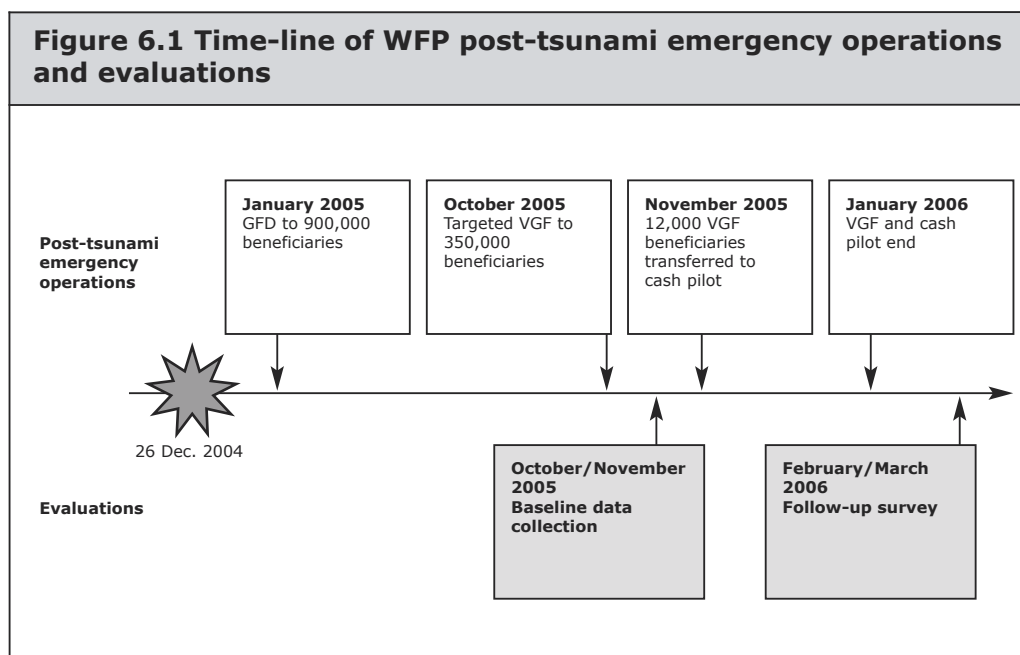 Figure 6.1 Time-line of WFP post-tsunami emergency operations
and evaluations
Post-tsunami
emergency
operations
January 2005
GFD to 900,000
beneficiaries
October 2005
Targeted VGF to
350,000
beneficiaries
November 2005
12,000 VGF
beneficiaries
transferred to
cash pilot
January 2006
VGF and cash
pilot end
26 Dec. 2004
Evaluations
October/November
2005
Baseline data
collection
February/March
2006
Follow-up survey